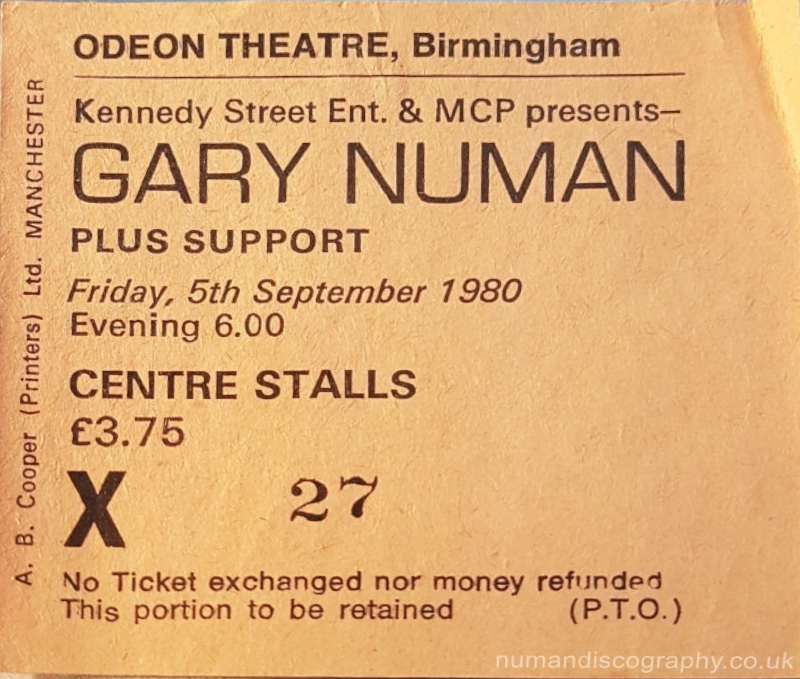 ODEON THEATRE, Birmingham
Kennedy Street Ent. & MCP presents–
GARY NUMAN
PLUS SUPPORT
Friday, 5th September 1980
Evening 6.00
CENTRE STALLS
£3.75
X 27
No Ticket exchanged nor money refunded
This portion to be retained (P.T.O.)
A. B. Cooper (Printers) Ltd. MANCHESTER
numandiscography.co.uk